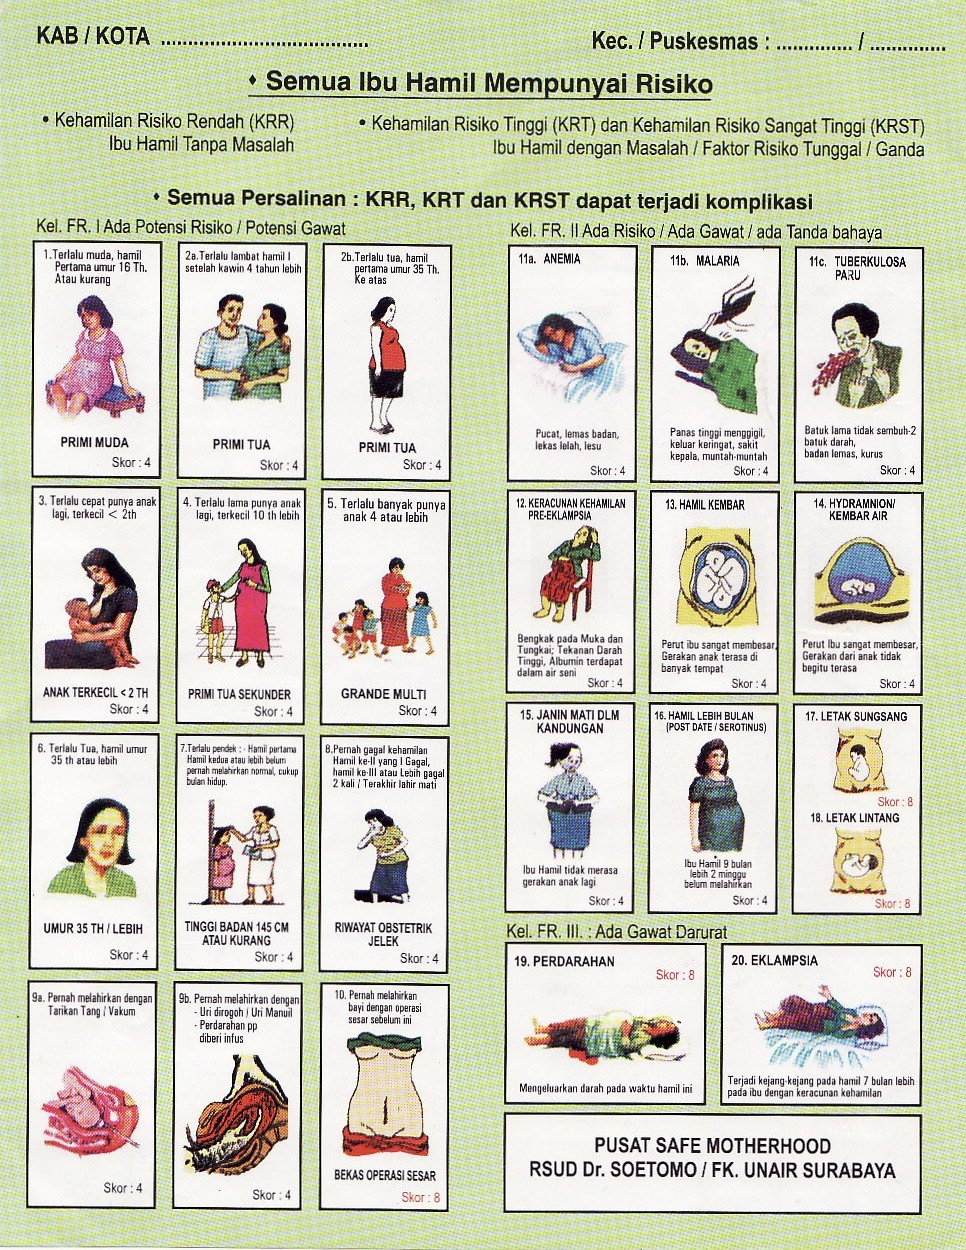 KAB / KOTA .......................................
Kec. / Puskesmas : .............. / ..............
♦ Semua Ibu Hamil Mempunyai Risiko
• Kehamilan Risiko Rendah (KRR)
Ibu Hamil Tanpa Masalah
• Kehamilan Risiko Tinggi (KRT) dan Kehamilan Risiko Sangat Tinggi (KRST)
Ibu Hamil dengan Masalah / Faktor Risiko Tunggal / Ganda
♦ Semua Persalinan : KRR, KRT dan KRST dapat terjadi komplikasi
Kel. FR. I Ada Potensi Risiko / Potensi Gawat
1.Terlalu muda, hamil
Pertama umur 16 Th.
Atau kurang
PRIMI MUDA
Skor : 4
2a.Terlalu lambat hamil I
setelah kawin 4 tahun lebih
PRIMI TUA
Skor : 4
2b.Terlalu tua, hamil
pertama umur 35 Th.
Ke atas
PRIMI TUA
Skor : 4
3. Terlalu cepat punya anak
lagi, terkecil < 2th
ANAK TERKECIL < 2 TH
Skor : 4
4. Terlalu lama punya anak
lagi, terkecil 10 th lebih
PRIMI TUA SEKUNDER
Skor : 4
5. Terlalu banyak punya
anak 4 atau lebih
GRANDE MULTI
Skor : 4
6. Terlalu Tua, hamil umur
35 th atau lebih
UMUR 35 TH / LEBIH
Skor : 4
7.Terlalu pendek : - Hamil pertama
Hamil kedua atau lebih belum
pernah melahirkan normal, cukup
bulan hidup.
TINGGI BADAN 145 CM
ATAU KURANG
Skor : 4
8.Pernah gagal kehamilan
Hamil ke-II yang I Gagal,
hamil ke-III atau Lebih gagal
2 kali / Terakhir lahir mati
RIWAYAT OBSTETRIK
JELEK
Skor : 4
9a. Pernah melahirkan dengan
Tarikan Tang / Vakum
Skor : 4
9b. Pernah melahirkan dengan
- Uri dirogoh / Uri Manuil
- Perdarahan pp
diberi infus
Skor : 4
10. Pernah melahirkan
bayi dengan operasi
sesar sebelum ini
BEKAS OPERASI SESAR
Skor : 8
Kel. FR. II Ada Risiko / Ada Gawat / ada Tanda bahaya
11a. ANEMIA
Pucat, lemas badan,
lekas lelah, lesu
Skor : 4
11b. MALARIA
Panas tinggi menggigil,
keluar keringat, sakit
kepala, muntah-muntah
Skor : 4
11c. TUBERKULOSA
PARU
Batuk lama tidak sembuh-2
batuk darah,
badan lemas, kurus
Skor : 4
12. KERACUNAN KEHAMILAN
PRE-EKLAMPSIA
Bengkak pada Muka dan
Tungkai; Tekanan Darah
Tinggi, Albumin terdapat
dalam air seni
Skor : 4
13. HAMIL KEMBAR
Perut ibu sangat membesar,
Gerakan anak terasa di
banyak tempat
Skor : 4
14. HYDRAMNION/
KEMBAR AIR
Perut Ibu sangat membesar,
Gerakan dari anak tidak
begitu terasa
Skor : 4
15. JANIN MATI DLM
KANDUNGAN
Ibu Hamil tidak merasa
gerakan anak lagi
Skor : 4
16. HAMIL LEBIH BULAN
(POST DATE / SEROTINUS)
Ibu Hamil 9 bulan
lebih 2 minggu
belum melahirkan
Skor : 4
17. LETAK SUNGSANG
Skor : 8
18. LETAK LINTANG
Skor : 8
Kel. FR. III. : Ada Gawat Darurat
19. PERDARAHAN
Skor : 8
Mengeluarkan darah pada waktu hamil ini
20. EKLAMPSIA
Skor : 8
Terjadi kejang-kejang pada hamil 7 bulan lebih
pada ibu dengan keracunan kehamilan
PUSAT SAFE MOTHERHOOD
RSUD Dr. SOETOMO / FK. UNAIR SURABAYA